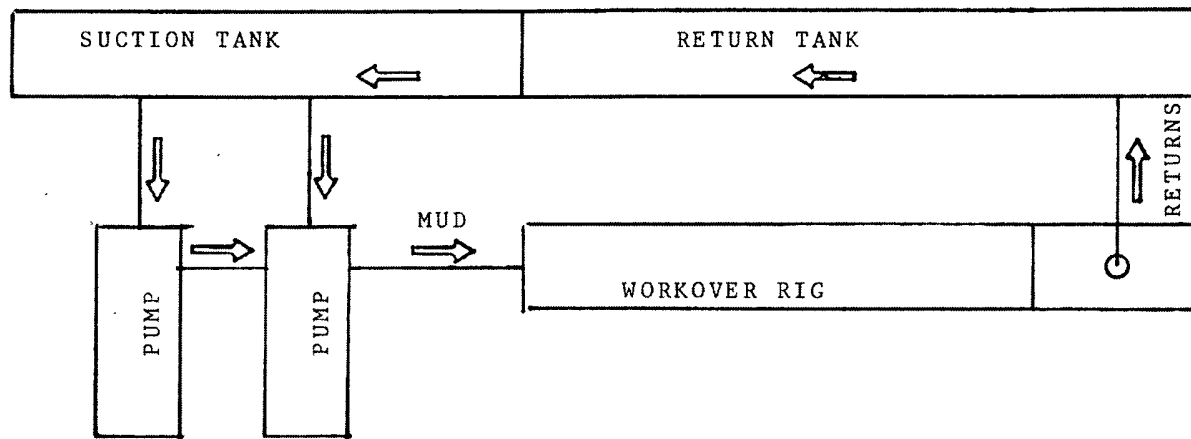 SUCTION TANK
RETURN TANK
RETURNS
MUD
PUMP
PUMP
WORKOVER RIG